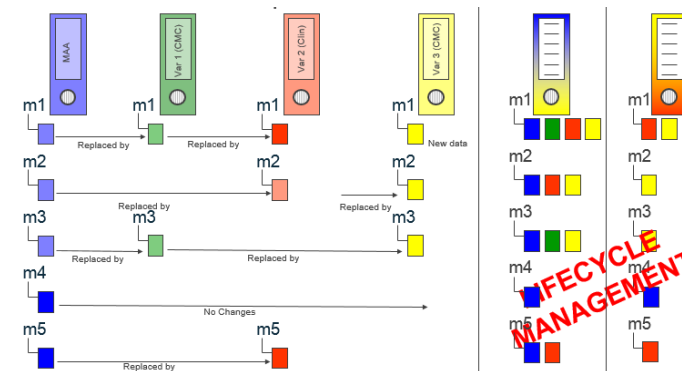 MAA
Var 1 (CMC)
Var 2 (Clin)
Var 3 (CMC)
m1 m1 m1 m1 m1 m1
Replaced by Replaced by New data
m2 m2 m2 m2 m2
Replaced by Replaced by
m3 m3 m3 m3 m3
Replaced by Replaced by
m4 m4 m4
No Changes
m5 m5 m5 m5
Replaced by
LIFECYCLE
MANAGEMENT